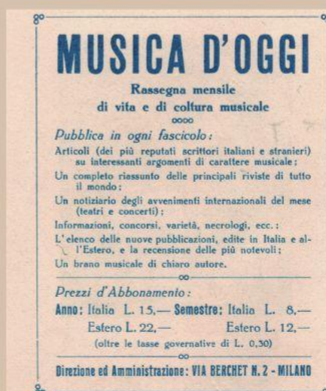 MUSICA D'OGGI
Rassegna mensile
di vita e di coltura musicale
Pubblica in ogni fascicolo:
Articoli (dei più reputati scrittori italiani e stranieri)
su interessanti argomenti di carattere musicale;
Un completo riassunto delle principali riviste di tutto
il mondo;
Un notiziario degli avvenimenti internazionali del mese
(teatri e concerti);
Informazioni, concorsi, varietà, necrologi, ecc.;
L'elenco delle nuove pubblicazioni, edite in Italia e al-
l'Estero, e la recensione delle più notevoli;
Un brano musicale di chiaro autore.
Prezzi d'Abbonamento:
Anno: Italia L. 15,— Semestre: Italia L. 8,—
Estero L. 22,— Estero L. 12,—
(oltre le tasse governative di L. 0,30)
Direzione ed Amministrazione: VIA BERCHET N. 2 - MILANO